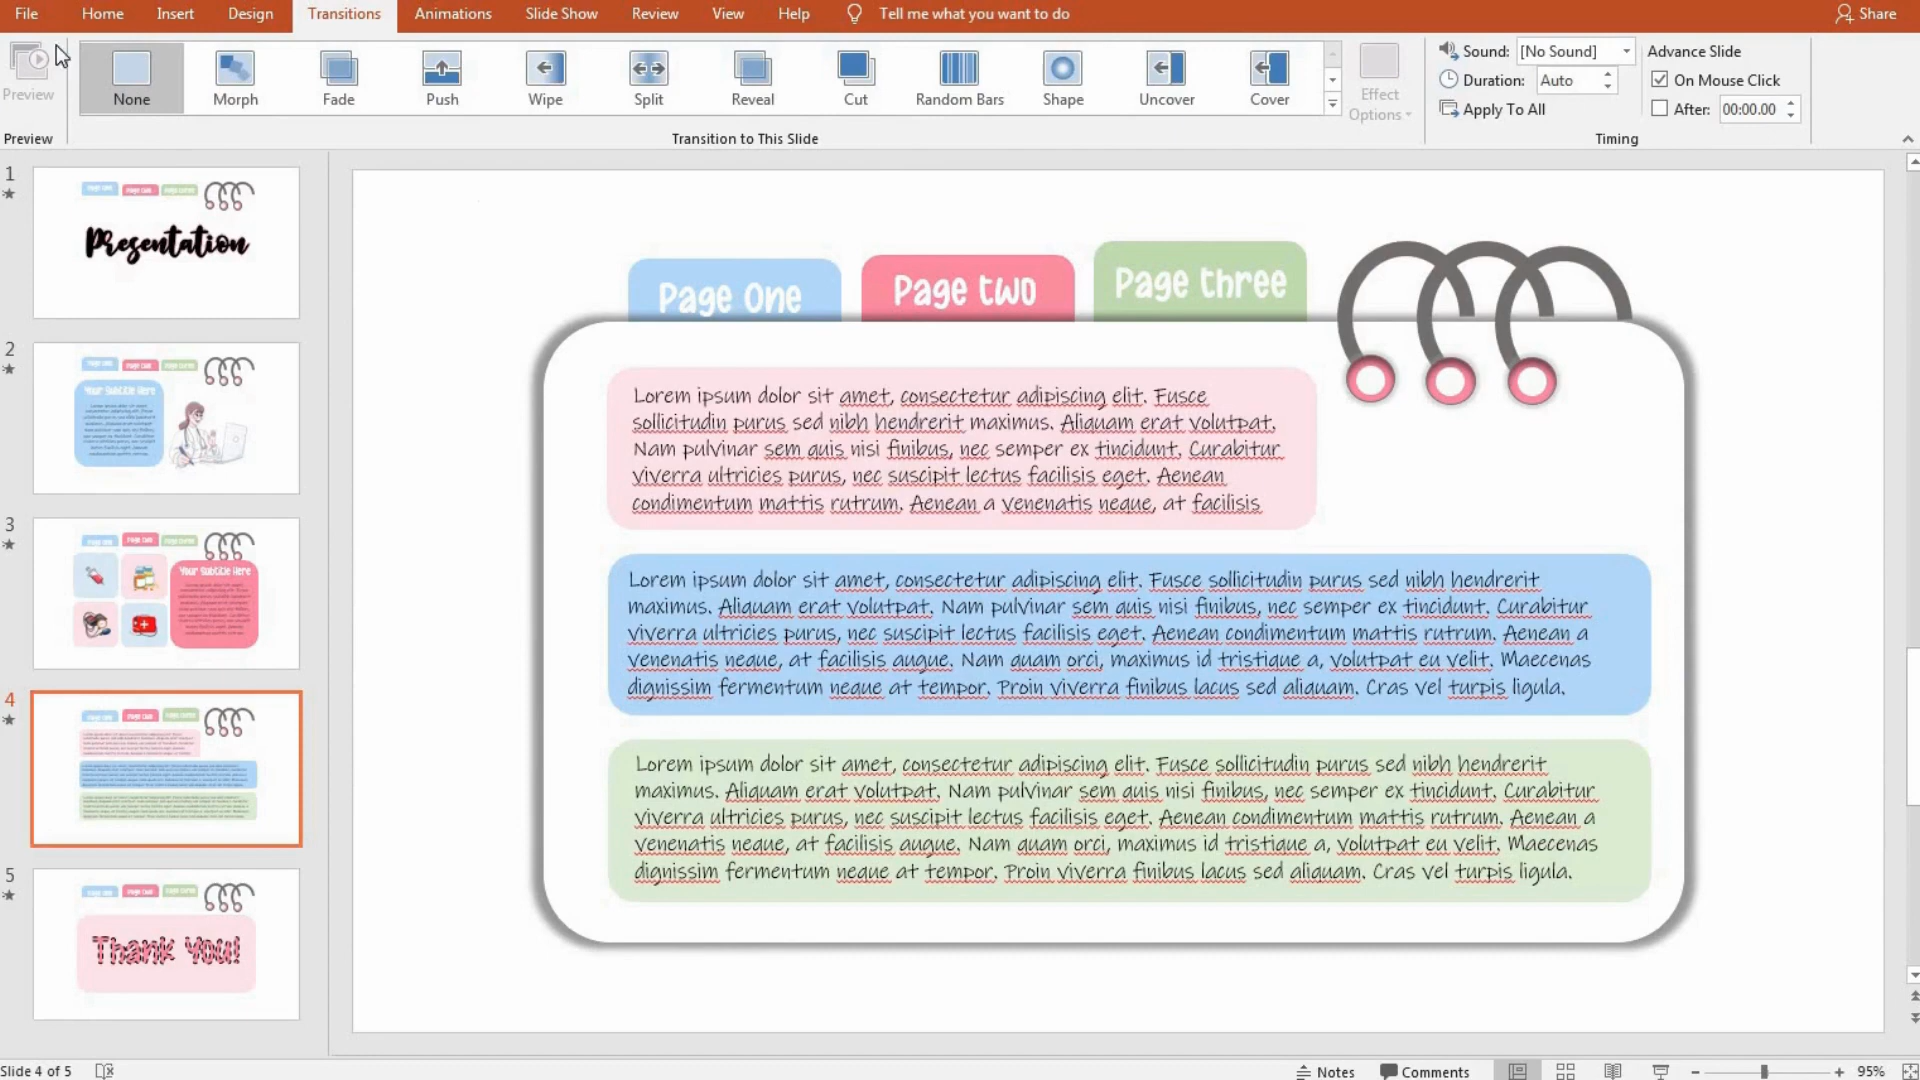 File Home Insert Design Transitions Animations Slide Show Review View Help Tell me what you want to do Share
Preview None Morph Fade Push Wipe Split Reveal Cut Random Bars Shape Uncover Cover Effect Options
Sound: [No Sound] Advance Slide
Duration: Auto On Mouse Click
Apply To All After: 00:00.00
Preview Transition to This Slide Timing
1
Presentation
2
Your Subtitle Here
3
Your Subtitle Here
4
5
Thank You!
Page One Page two Page three
Lorem ipsum dolor sit amet, consectetur adipiscing elit. Fusce
sollicitudin purus sed nibh hendrerit maximus. Aliquam erat volutpat.
Nam pulvinar sem quis nisi finibus, nec semper ex tincidunt. Curabitur
viverra ultricies purus, nec suscipit lectus facilisis eget. Aenean
condimentum mattis rutrum. Aenean a venenatis neque, at facilisis
Lorem ipsum dolor sit amet, consectetur adipiscing elit. Fusce sollicitudin purus sed nibh hendrerit
maximus. Aliquam erat volutpat. Nam pulvinar sem quis nisi finibus, nec semper ex tincidunt. Curabitur
viverra ultricies purus, nec suscipit lectus facilisis eget. Aenean condimentum mattis rutrum. Aenean a
venenatis neque, at facilisis augue. Nam quam orci, maximus id tristique a, volutpat eu velit. Maecenas
dignissim fermentum neque at tempor. Proin viverra finibus lacus sed aliquam. Cras vel turpis ligula.
Lorem ipsum dolor sit amet, consectetur adipiscing elit. Fusce sollicitudin purus sed nibh hendrerit
maximus. Aliquam erat volutpat. Nam pulvinar sem quis nisi finibus, nec semper ex tincidunt. Curabitur
viverra ultricies purus, nec suscipit lectus facilisis eget. Aenean condimentum mattis rutrum. Aenean a
venenatis neque, at facilisis augue. Nam quam orci, maximus id tristique a, volutpat eu velit. Maecenas
dignissim fermentum neque at tempor. Proin viverra finibus lacus sed aliquam. Cras vel turpis ligula.
Slide 4 of 5 Notes Comments 95%